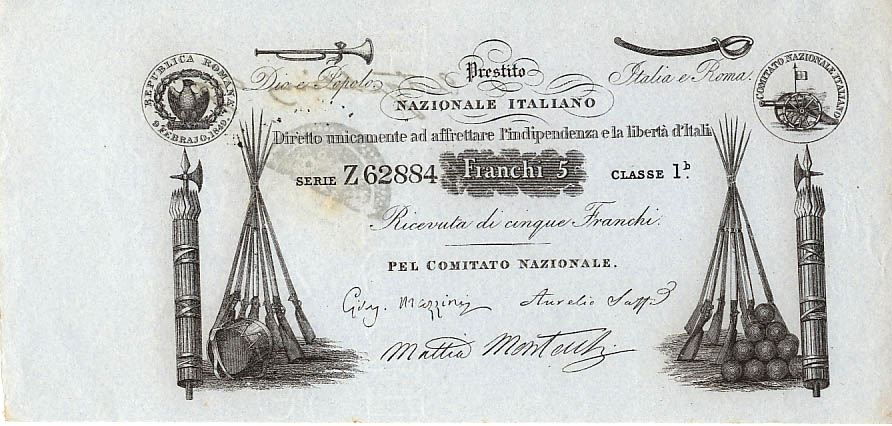 REPUBLICA ROMANA.
9 FEBRAJO. 1849.
Dio e Popolo.
Prestito
NAZIONALE ITALIANO
Italia e Roma.
COMITATO NAZIONALE ITALIANO
Diretto unicamente ad affrettare l'indipendenza e la libertà d'Itali
SERIE Z 62884 Franchi 5 CLASSE 1.ᵇ
Ricevuta di cinque Franchi.
PEL COMITATO NAZIONALE.
Gius. Mazzini Aurelio Saffi
Mattia Montecchi